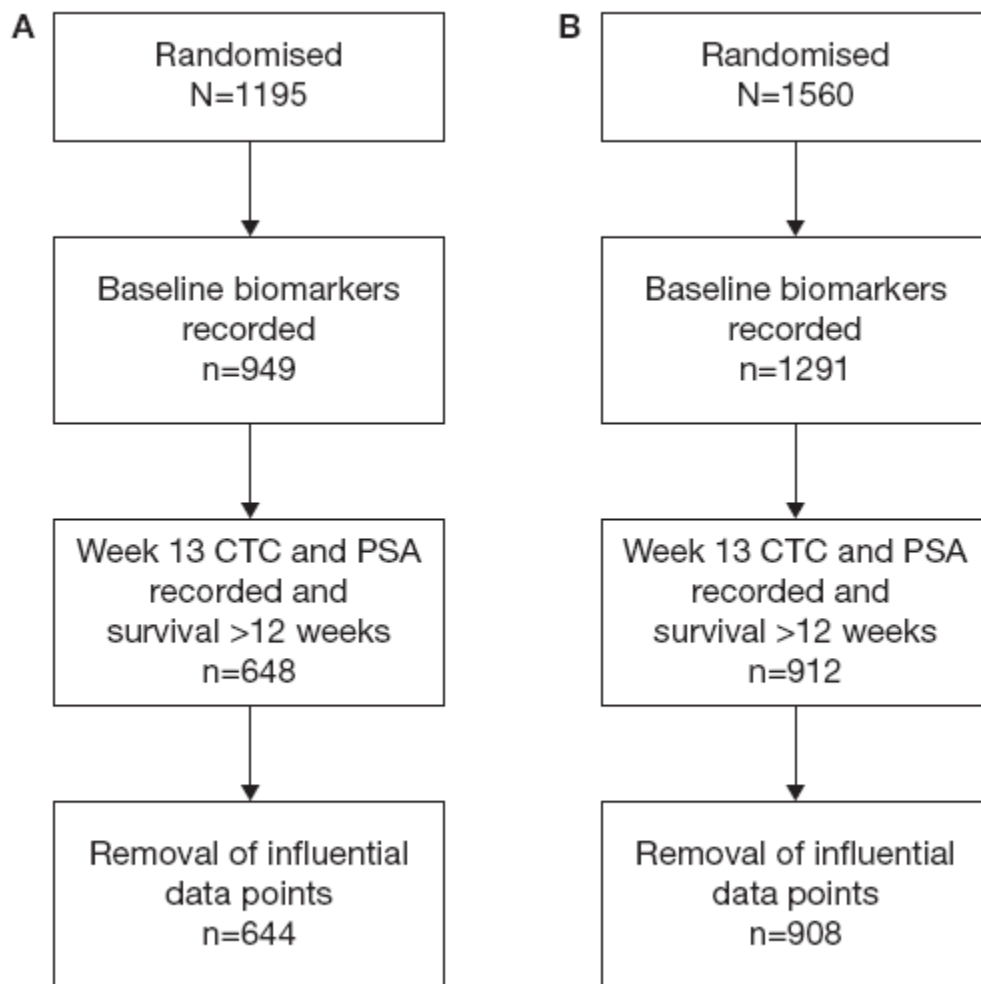 A
Randomised
N=1195
Baseline biomarkers
recorded
n=949
Week 13 CTC and PSA
recorded and
survival >12 weeks
n=648
Removal of influential
data points
n=644
B
Randomised
N=1560
Baseline biomarkers
recorded
n=1291
Week 13 CTC and PSA
recorded and
survival >12 weeks
n=912
Removal of influential
data points
n=908